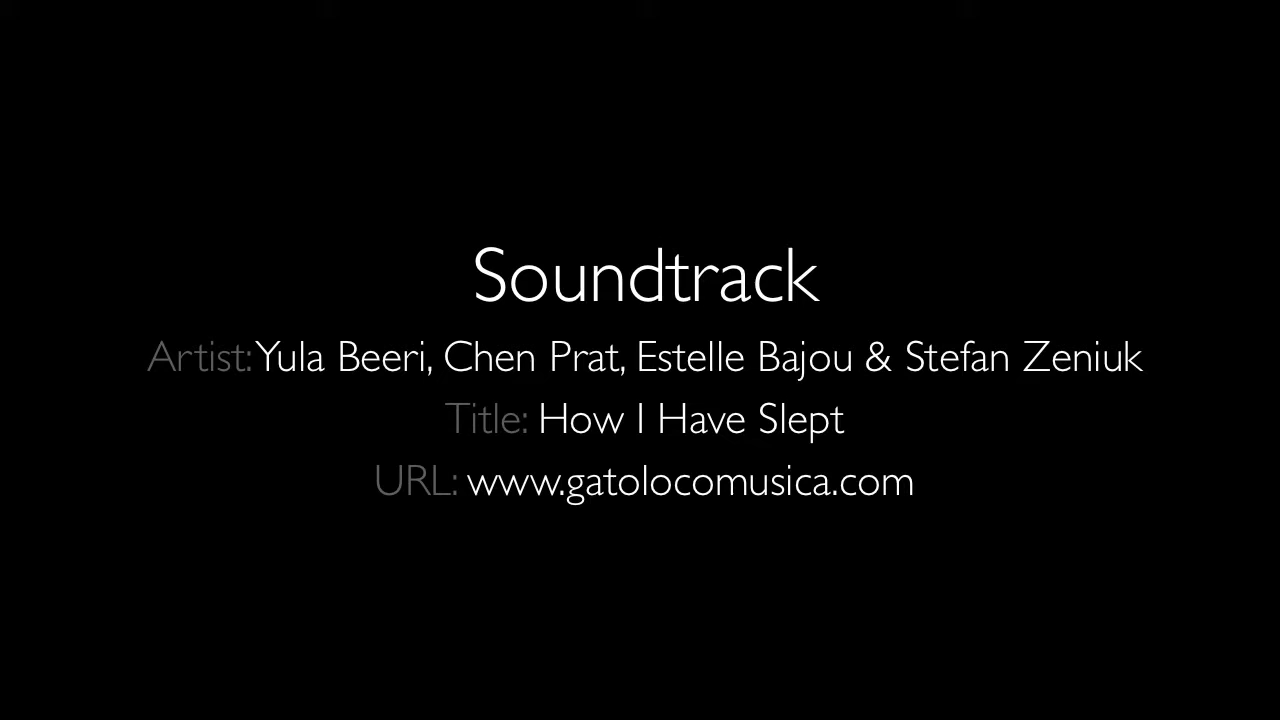 Soundtrack
Artist: Yula Beeri, Chen Prat, Estelle Bajou & Stefan Zeniuk
Title: How I Have Slept
URL: www.gatolocomusica.com